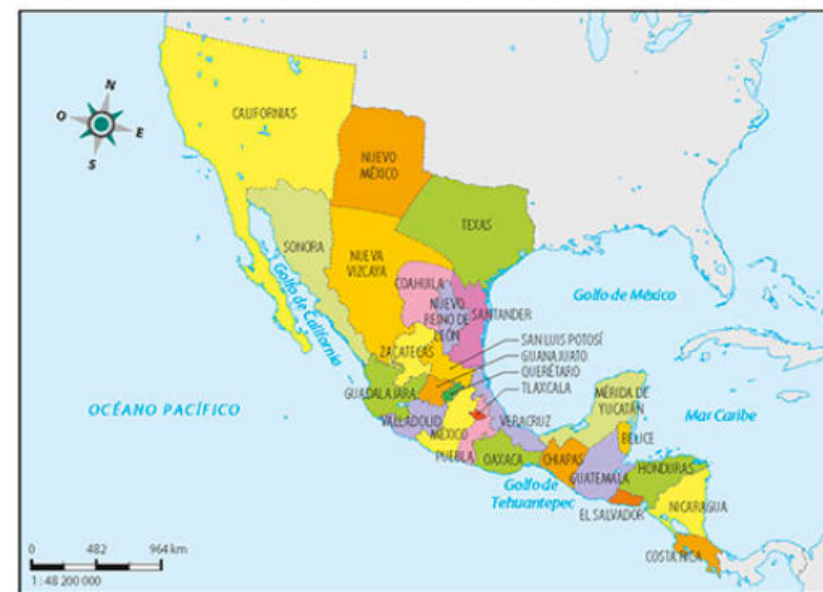 N
O
E
S
CALIFORNIAS
NUEVO
MÉXICO
TEXAS
SONORA
NUEVA
VIZCAYA
COAHUILA
Golfo de California
NUEVO
REINO DE
LEÓN
SANTANDER
Golfo de México
ZACATECAS
SAN LUIS POTOSÍ
GUANAJUATO
QUERÉTARO
TLAXCALA
GUADALAJARA
MÉRIDA DE
YUCATÁN
OCÉANO PACÍFICO
VALLADOLID
MÉXICO
VERACRUZ
Mar Caribe
BELICE
PUEBLA
OAXACA
CHIAPAS
GUATEMALA
HONDURAS
Golfo de
Tehuantepec
EL SALVADOR
NICARAGUA
COSTA RICA
0 482 964 km
1:48 200 000